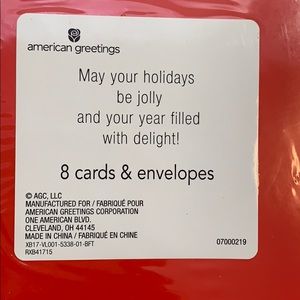 american greetings
May your holidays
be jolly
and your year filled
with delight!
8 cards & envelopes
© AGC, LLC
MANUFACTURED FOR / FABRIQUÉ POUR
AMERICAN GREETINGS CORPORATION
ONE AMERICAN BLVD.
CLEVELAND, OH 44145
MADE IN CHINA / FABRIQUÉ EN CHINE
XB17-VL001-5338-01-BFT 07000219
RXB41715